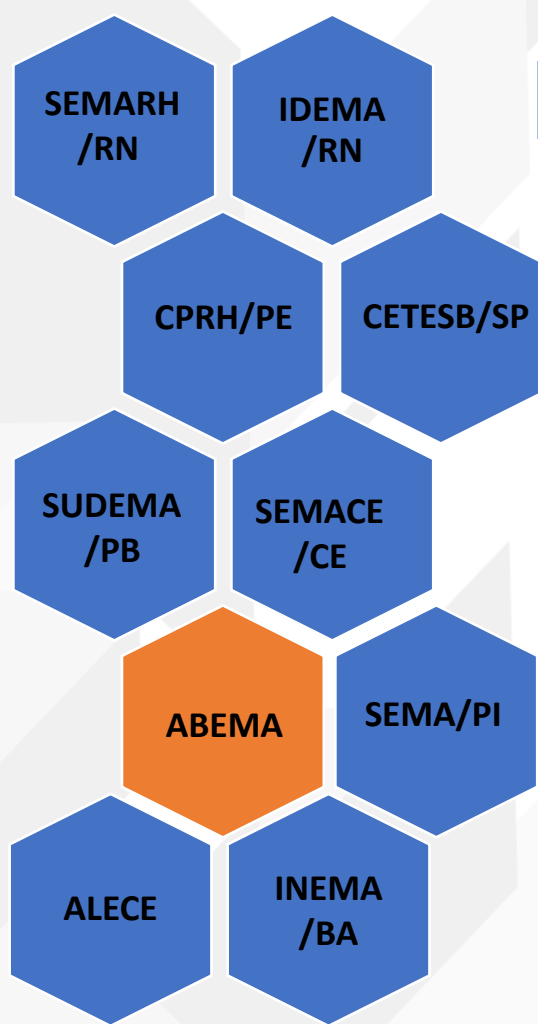 SEMARH
/RN
IDEMA
/RN
CPRH/PE
CETESB/SP
SUDEMA
/PB
SEMACE
/CE
ABEMA
SEMA/PI
ALECE
INEMA
/BA